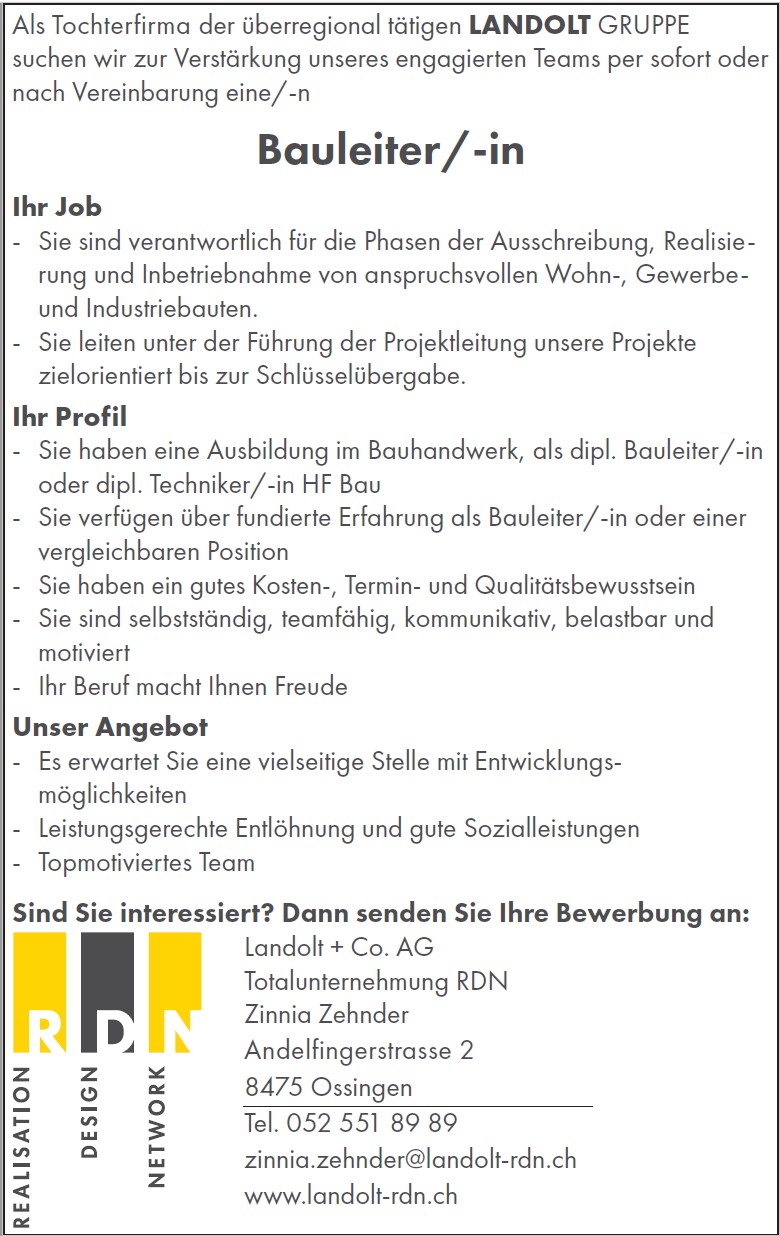 Als Tochterfirma der überregional tätigen LANDOLT GRUPPE
suchen wir zur Verstärkung unseres engagierten Teams per sofort oder
nach Vereinbarung eine/-n
Bauleiter/-in
Ihr Job
- Sie sind verantwortlich für die Phasen der Ausschreibung, Realisie-
rung und Inbetriebnahme von anspruchsvollen Wohn-, Gewerbe-
und Industriebauten.
- Sie leiten unter der Führung der Projektleitung unsere Projekte
zielorientiert bis zur Schlüsselübergabe.
Ihr Profil
- Sie haben eine Ausbildung im Bauhandwerk, als dipl. Bauleiter/-in
oder dipl. Techniker/-in HF Bau
- Sie verfügen über fundierte Erfahrung als Bauleiter/-in oder einer
vergleichbaren Position
- Sie haben ein gutes Kosten-, Termin- und Qualitätsbewusstsein
- Sie sind selbstständig, teamfähig, kommunikativ, belastbar und
motiviert
- Ihr Beruf macht Ihnen Freude
Unser Angebot
- Es erwartet Sie eine vielseitige Stelle mit Entwicklungs-
möglichkeiten
- Leistungsgerechte Entlöhnung und gute Sozialleistungen
- Topmotiviertes Team
Sind Sie interessiert? Dann senden Sie Ihre Bewerbung an:
RDN
REALISATION
DESIGN
NETWORK
Landolt + Co. AG
Totalunternehmung RDN
Zinnia Zehnder
Andelfingerstrasse 2
8475 Ossingen
Tel. 052 551 89 89
zinnia.zehnder@landolt-rdn.ch
www.landolt-rdn.ch